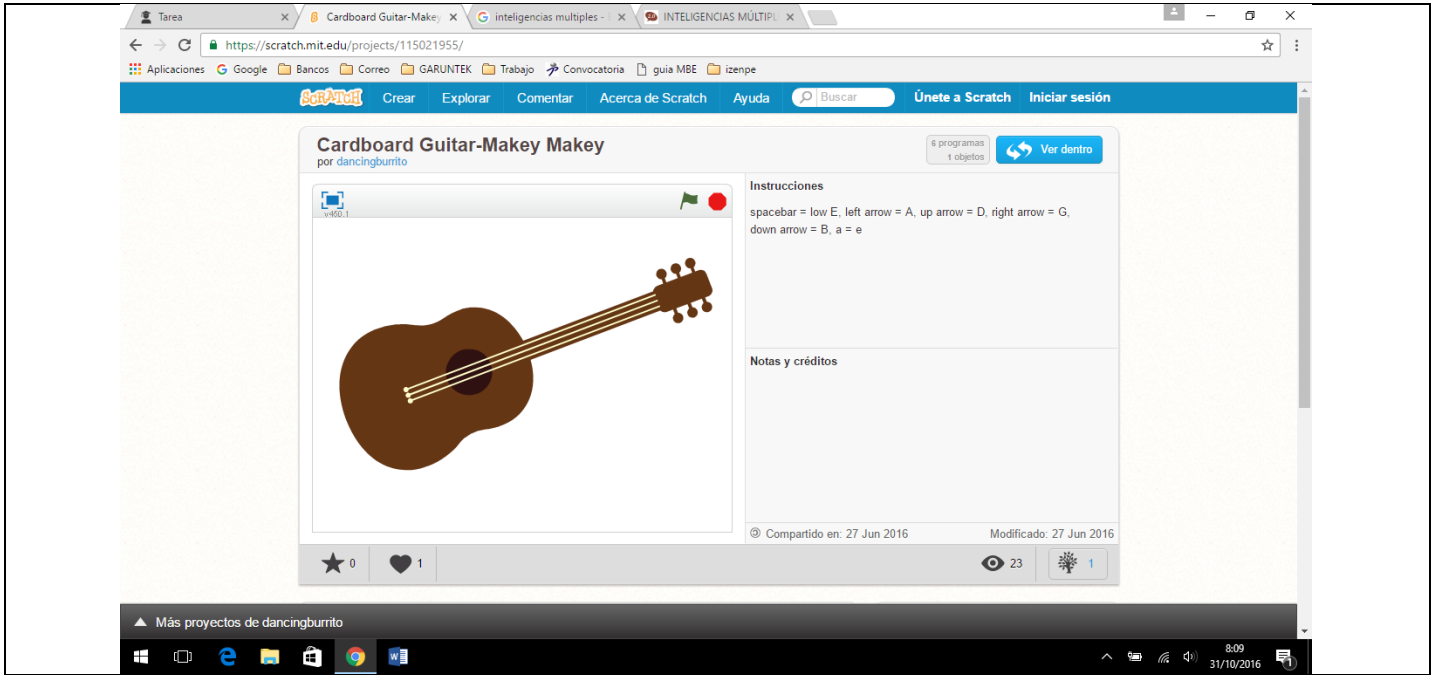 Tarea
Cardboard Guitar-Makey
inteligencias multiples -
INTELIGENCIAS MÚLTIPL
https://scratch.mit.edu/projects/115021955/
Aplicaciones Google Bancos Correo GARUNTEK Trabajo Convocatoria guia MBE izenpe
SCRATCH Crear Explorar Comentar Acerca de Scratch Ayuda Buscar Únete a Scratch Iniciar sesión
Cardboard Guitar-Makey Makey
por dancingburrito
6 programas
1 objetos
Ver dentro
v460.1
Instrucciones
spacebar = low E, left arrow = A, up arrow = D, right arrow = G,
down arrow = B, a = e
Notas y créditos
Compartido en: 27 Jun 2016 Modificado: 27 Jun 2016
0 1 23 1
Más proyectos de dancingburrito
8:09
31/10/2016
1